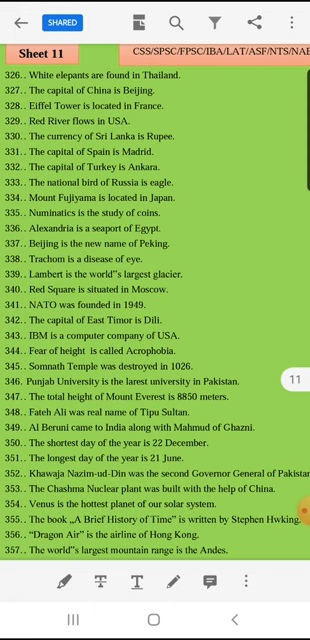 SHARED
Sheet 11
CSS/SPSC/FPSC/IBA/LAT/ASF/NTS/NAB
326.. White elepants are found in Thailand.
327.. The capital of China is Beijing.
328.. Eiffel Tower is located in France.
329.. Red River flows in USA.
330.. The currency of Sri Lanka is Rupee.
331.. The capital of Spain is Madrid.
332.. The capital of Turkey is Ankara.
333.. The national bird of Russia is eagle.
334.. Mount Fujiyama is located in Japan.
335.. Numinatics is the study of coins.
336.. Alexandria is a seaport of Egypt.
337.. Beijing is the new name of Peking.
338.. Trachom is a disease of eye.
339.. Lambert is the world"s largest glacier.
340.. Red Square is situated in Moscow.
341.. NATO was founded in 1949.
342.. The capital of East Timor is Dili.
343.. IBM is a computer company of USA.
344.. Fear of height is called Acrophobia.
345.. Somnath Temple was destroyed in 1026.
346. Punjab University is the larest university in Pakistan.
11
347.. The total height of Mount Everest is 8850 meters.
348.. Fateh Ali was real name of Tipu Sultan.
349.. Al Beruni came to India along with Mahmud of Ghazni.
350.. The shortest day of the year is 22 December.
351.. The longest day of the year is 21 June.
352.. Khawaja Nazim-ud-Din was the second Governor General of Pakistan
353.. The Chashma Nuclear plant was built with the help of China.
354.. Venus is the hottest planet of our solar system.
355.. The book „A Brief History of Time" is written by Stephen Hwking.
356.. "Dragon Air" is the airline of Hong Kong.
357.. The world"s largest mountain range is the Andes.